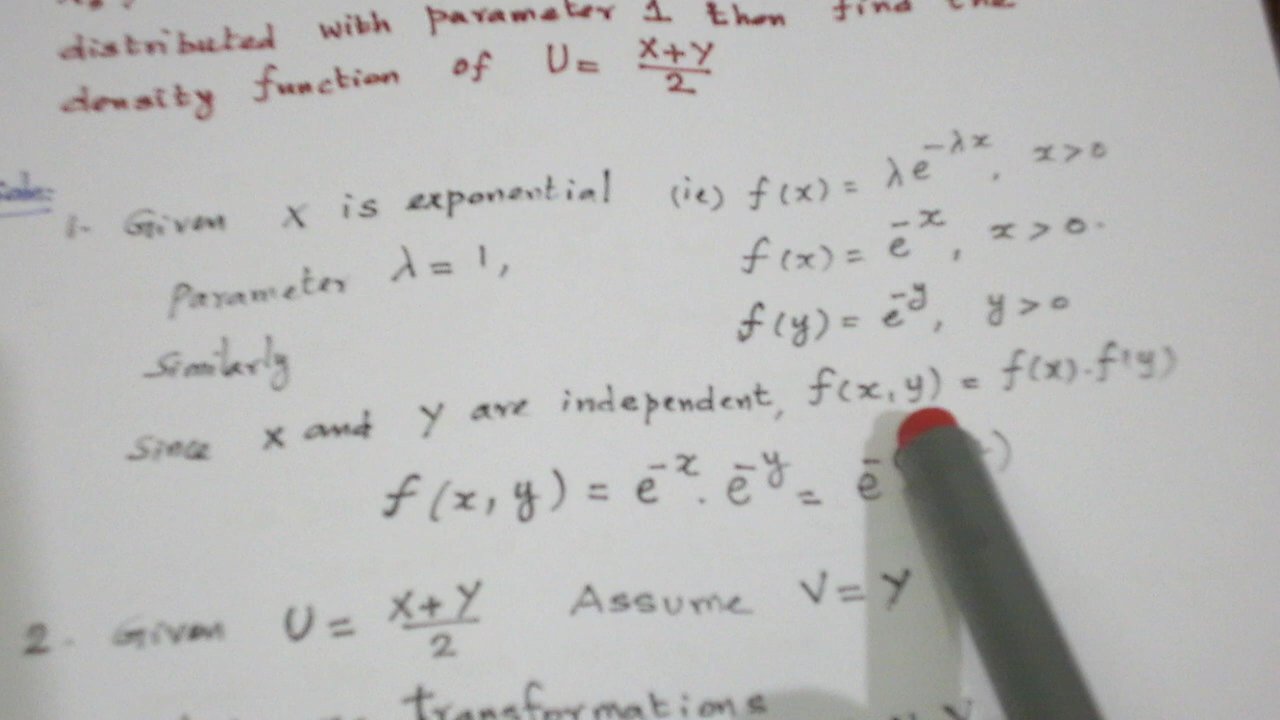 distributed with parameter 1 then find the
density function of U = X+Y/2
Soln:
1- Given X is exponential (ie) f(x) = λe^-λx, x>0
Parameter λ = 1, f(x) = e^-x, x>0.
Similarly f(y) = e^-y, y>0
Since X and Y are independent, f(x,y) = f(x).f(y)
f(x,y) = e^-x . e^-y = e^-
2. Given U = X+Y/2 Assume V=Y
transformations